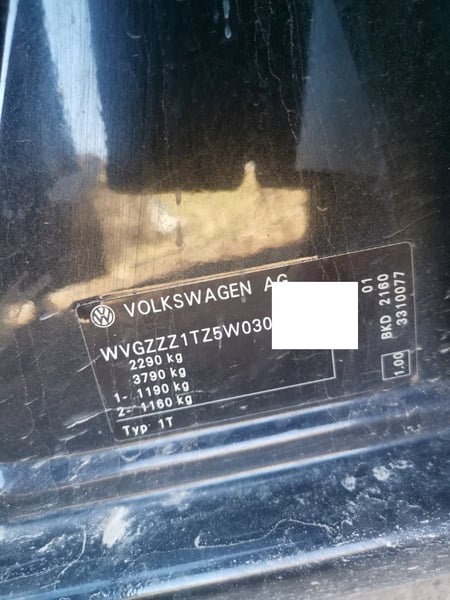 VOLKSWAGEN AG
WVGZZZ1TZ5W030
2290 kg
3790 kg
1- 1190 kg
2- 1160 kg
Typ 1T
01
BKD 2160
3310077
1,00